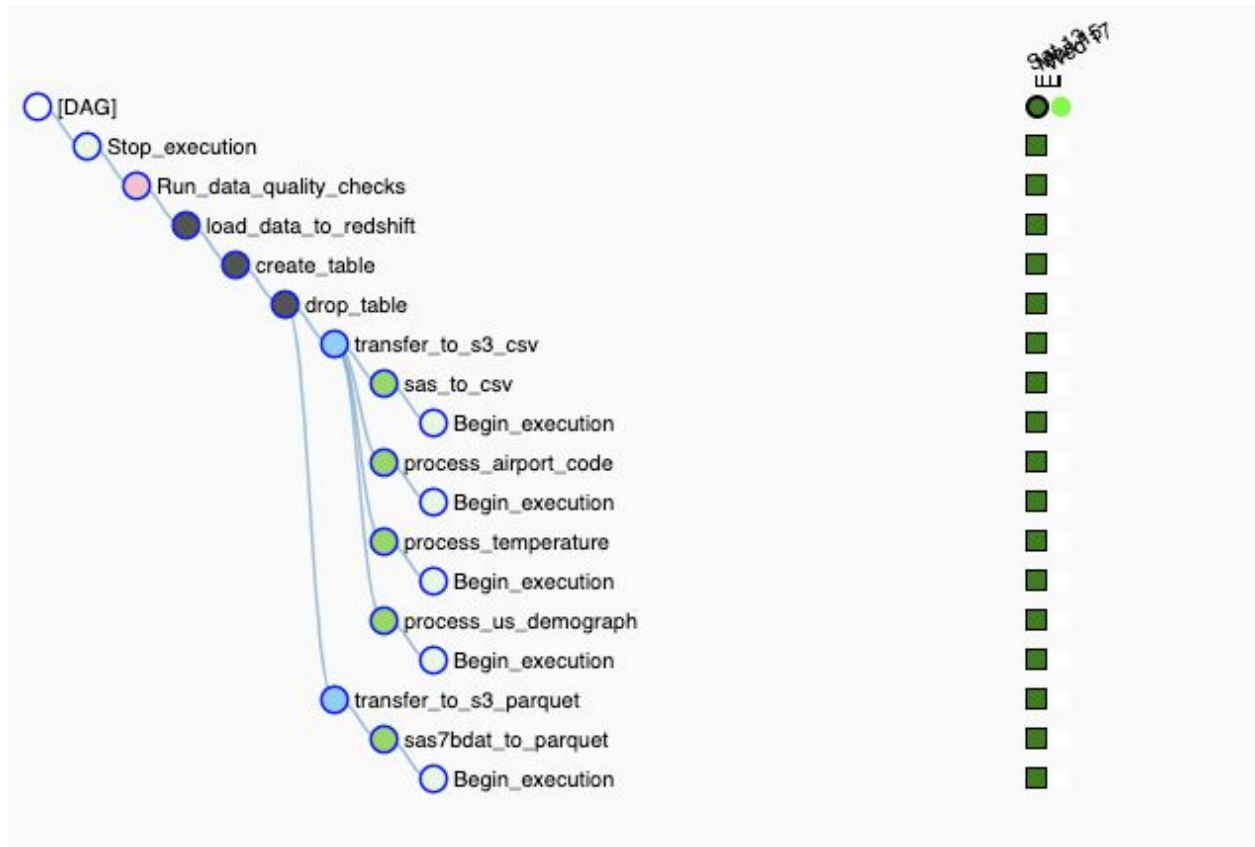 [DAG]
Stop_execution
Run_data_quality_checks
load_data_to_redshift
create_table
drop_table
transfer_to_s3_csv
sas_to_csv
Begin_execution
process_airport_code
Begin_execution
process_temperature
Begin_execution
process_us_demograph
Begin_execution
transfer_to_s3_parquet
sas7bdat_to_parquet
Begin_execution